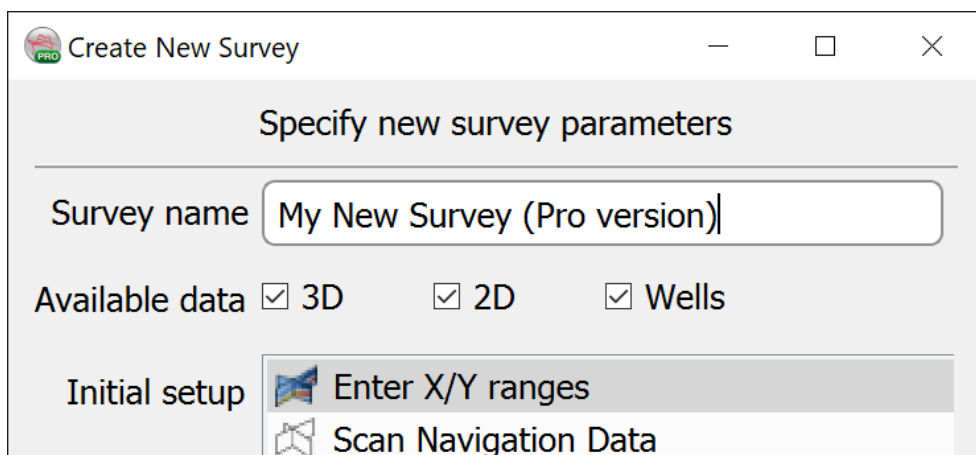 PRO Create New Survey
Specify new survey parameters
Survey name My New Survey (Pro version)
Available data 3D 2D Wells
Initial setup Enter X/Y ranges
Scan Navigation Data